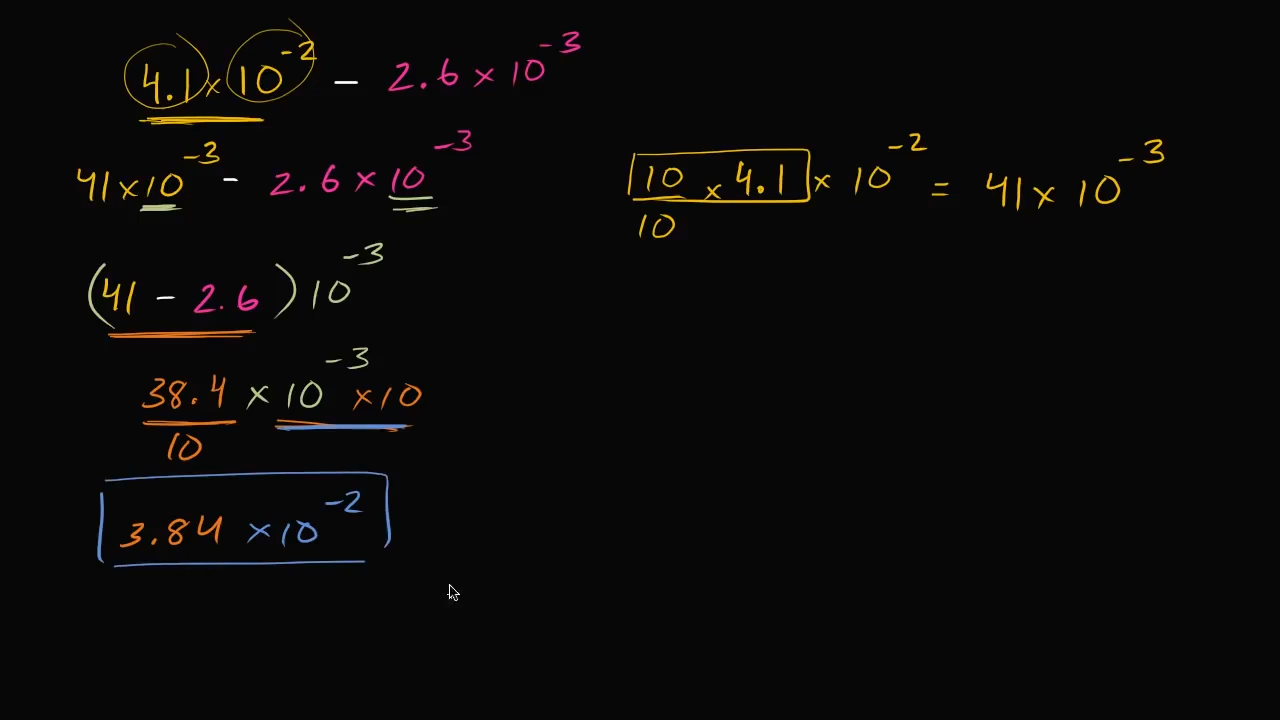 4.1 × 10⁻² − 2.6 × 10⁻³
41 × 10⁻³ − 2.6 × 10⁻³
10 × 4.1 × 10⁻² = 41 × 10⁻³
10
(41 − 2.6) 10⁻³
38.4 × 10⁻³ × 10
10
3.84 × 10⁻²